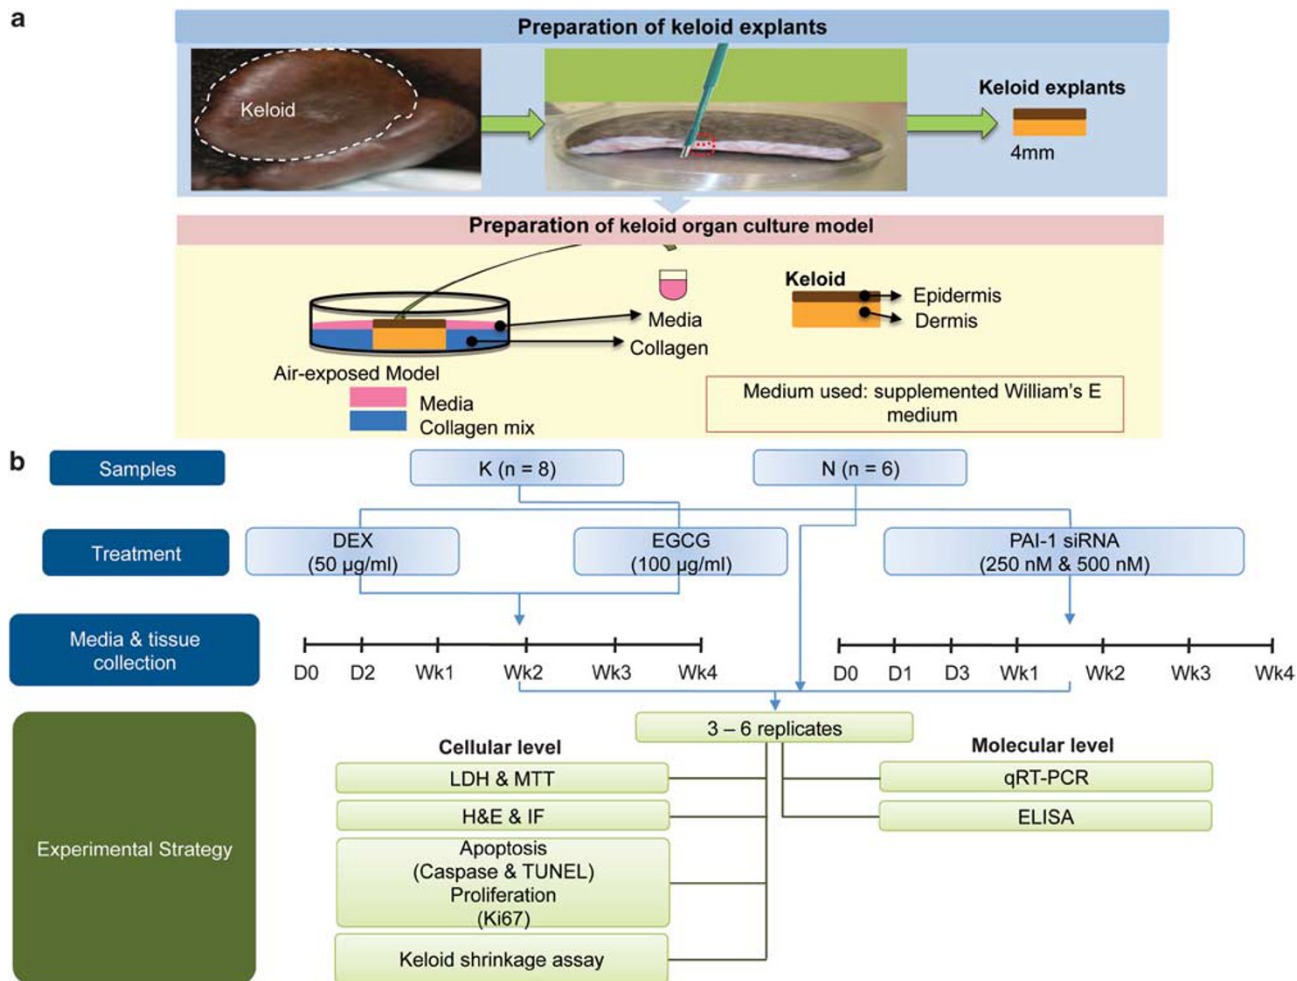 a
Preparation of keloid explants
Keloid
Keloid explants
4mm
Preparation of keloid organ culture model
Media
Collagen
Keloid
Epidermis
Dermis
Air-exposed Model
Media
Collagen mix
Medium used: supplemented William's E
medium
b
Samples
K (n = 8)
N (n = 6)
Treatment
DEX
(50 µg/ml)
EGCG
(100 µg/ml)
PAI-1 siRNA
(250 nM & 500 nM)
Media & tissue
collection
D0 D2 Wk1 Wk2 Wk3 Wk4
D0 D1 D3 Wk1 Wk2 Wk3 Wk4
Experimental Strategy
3 – 6 replicates
Cellular level
LDH & MTT
H&E & IF
Apoptosis
(Caspase & TUNEL)
Proliferation
(Ki67)
Keloid shrinkage assay
Molecular level
qRT-PCR
ELISA